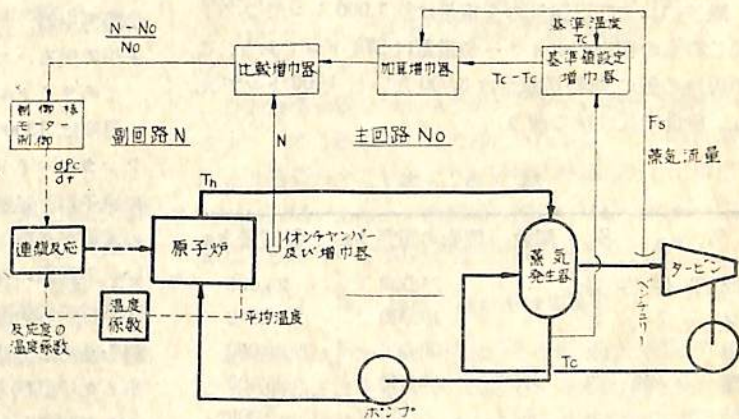 N - No
No
比較増巾器
加算増巾器
基準温度
Tc
基準値設定
増巾器
Tc - Tc
制御棒
モーター
制御
副回路 N
N
主回路 No
Fs
蒸気流量
dρc
dt
Th
連鎖反応
原子炉
イオンチャンバー
及び増巾器
蒸気
発生器
タービン
ベンチュリー
温度
係数
平均温度
反応度の
温度係数
Tc
ポンプ